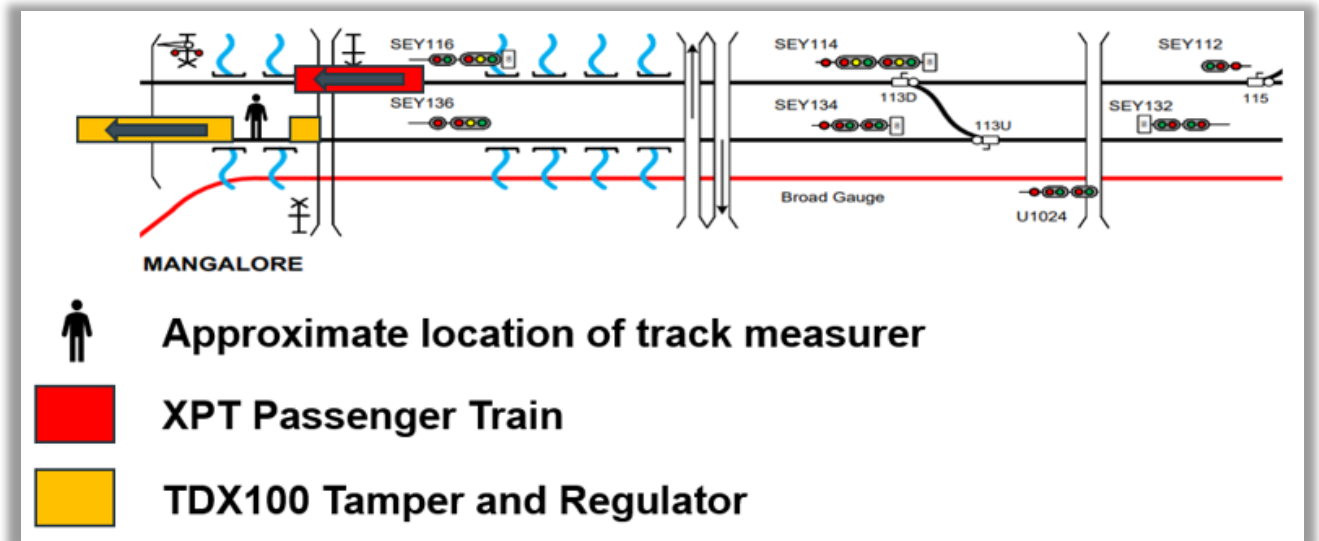 SEY116
SEY114
SEY112
SEY136
SEY134
113D
SEY132
115
113U
Broad Gauge
U1024
MANGALORE
Approximate location of track measurer
XPT Passenger Train
TDX100 Tamper and Regulator